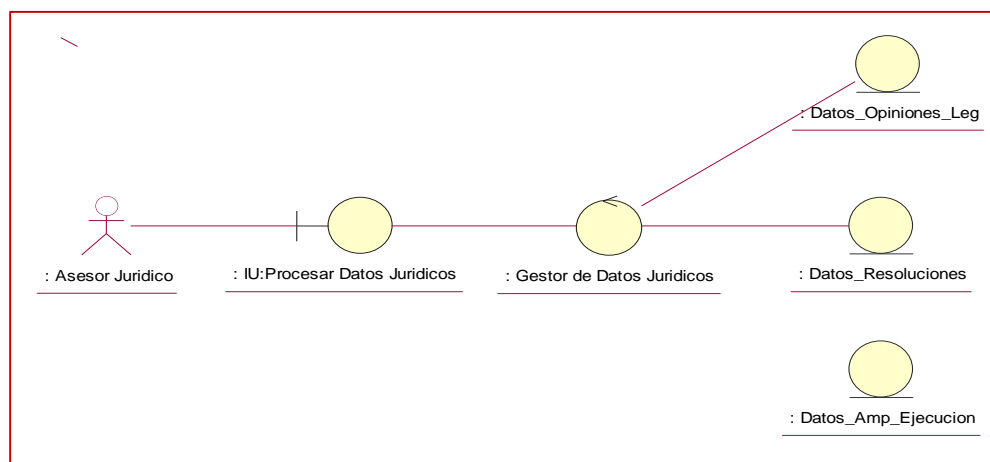 : Datos_Opiniones_Leg
: Asesor Juridico
: IU:Procesar Datos Juridicos
: Gestor de Datos Juridicos
: Datos_Resoluciones
: Datos_Amp_Ejecucion